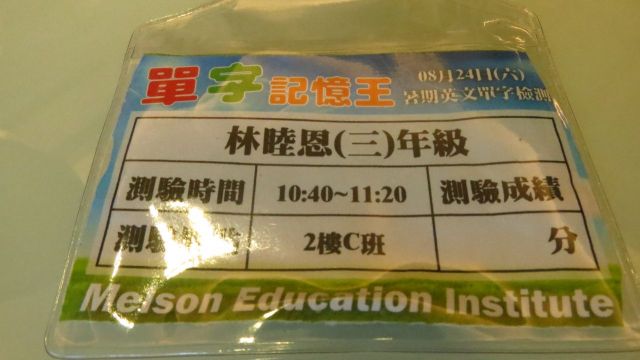 單字記憶王
08月24日(六)
暑期英文單字檢測
林睦恩(三)年級
測驗時間 10:40~11:20 測驗成績
測驗 2樓C班 分
Melson Education Institute